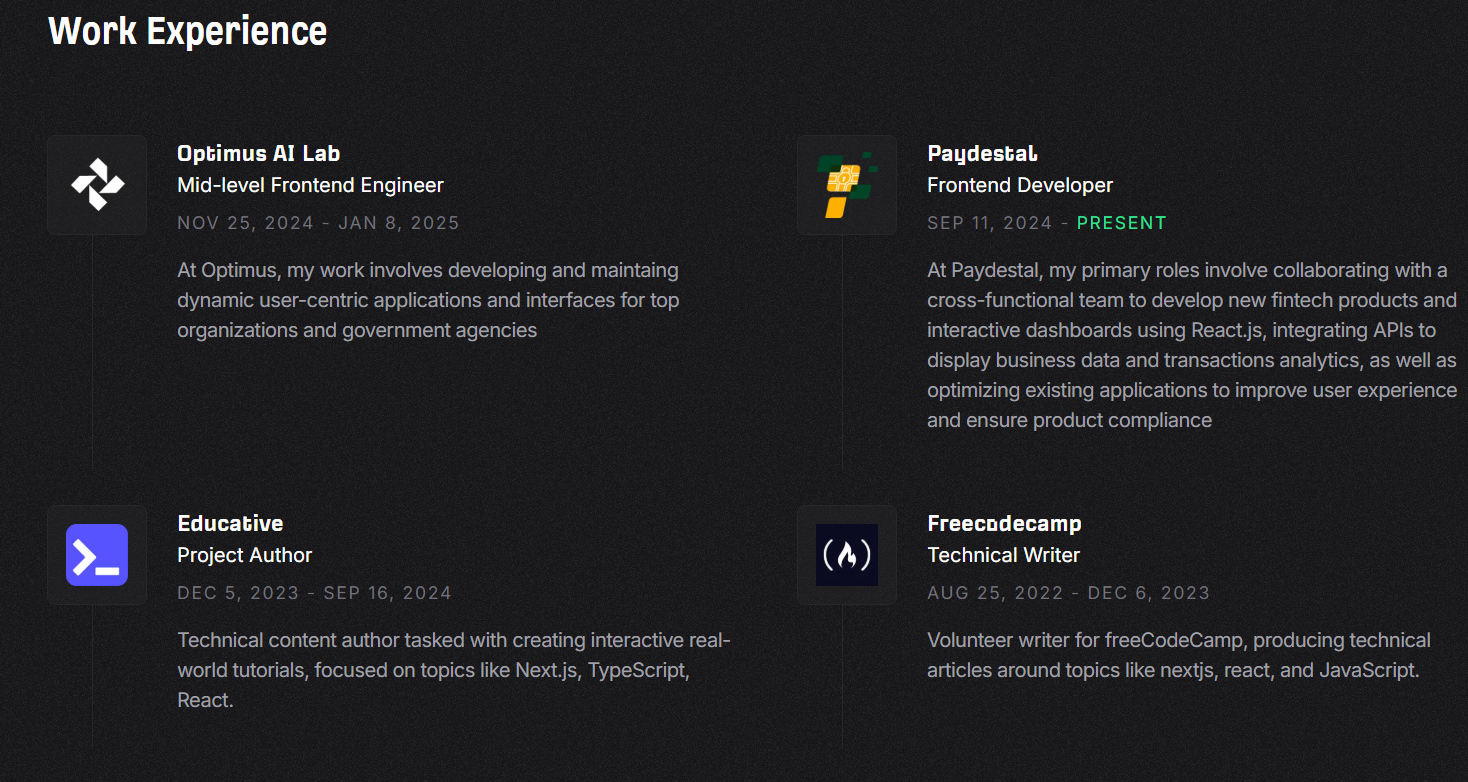 Work Experience
Optimus AI Lab
Mid-level Frontend Engineer
NOV 25, 2024 - JAN 8, 2025
At Optimus, my work involves developing and maintaing
dynamic user-centric applications and interfaces for top
organizations and government agencies
Paydestal
Frontend Developer
SEP 11, 2024 - PRESENT
At Paydestal, my primary roles involve collaborating with a
cross-functional team to develop new fintech products and
interactive dashboards using React.js, integrating APIs to
display business data and transactions analytics, as well as
optimizing existing applications to improve user experience
and ensure product compliance
Educative
Project Author
DEC 5, 2023 - SEP 16, 2024
Technical content author tasked with creating interactive real-
world tutorials, focused on topics like Next.js, TypeScript,
React.
Freecodecamp
Technical Writer
AUG 25, 2022 - DEC 6, 2023
Volunteer writer for freeCodeCamp, producing technical
articles around topics like nextjs, react, and JavaScript.